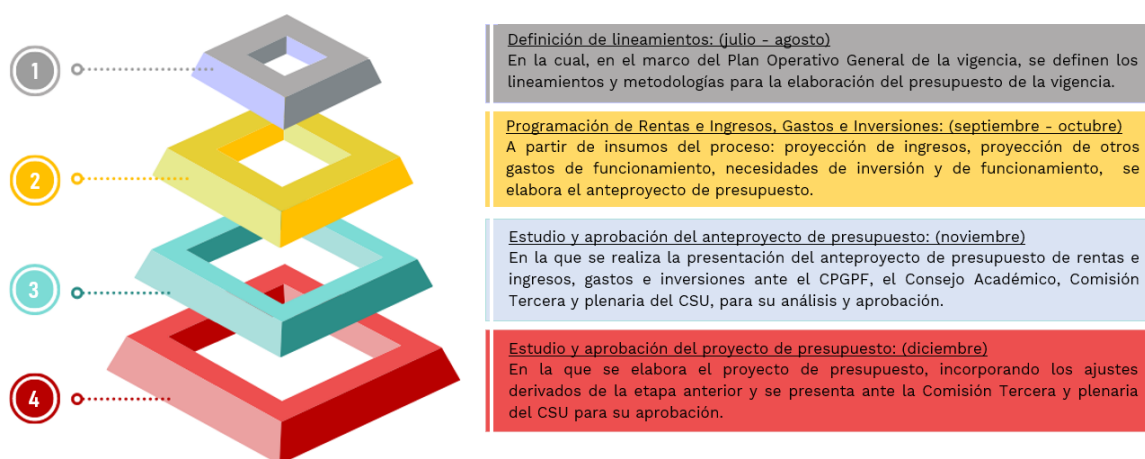 1
Definición de lineamientos: (julio - agosto)
En la cual, en el marco del Plan Operativo General de la vigencia, se definen los
lineamientos y metodologías para la elaboración del presupuesto de la vigencia.
2
Programación de Rentas e Ingresos, Gastos e Inversiones: (septiembre - octubre)
A partir de insumos del proceso: proyección de ingresos, proyección de otros
gastos de funcionamiento, necesidades de inversión y de funcionamiento, se
elabora el anteproyecto de presupuesto.
3
Estudio y aprobación del anteproyecto de presupuesto: (noviembre)
En la que se realiza la presentación del anteproyecto de presupuesto de rentas e
ingresos, gastos e inversiones ante el CPGPF, el Consejo Académico, Comisión
Tercera y plenaria del CSU, para su análisis y aprobación.
4
Estudio y aprobación del proyecto de presupuesto: (diciembre)
En la que se elabora el proyecto de presupuesto, incorporando los ajustes
derivados de la etapa anterior y se presenta ante la Comisión Tercera y plenaria
del CSU para su aprobación.